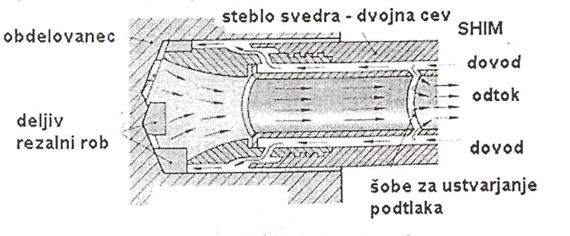 steblo svedra - dvojna cev
SHIM
obdelovanec
dovod
odtok
deljiv
rezalni rob
dovod
šobe za ustvarjanje
podtlaka